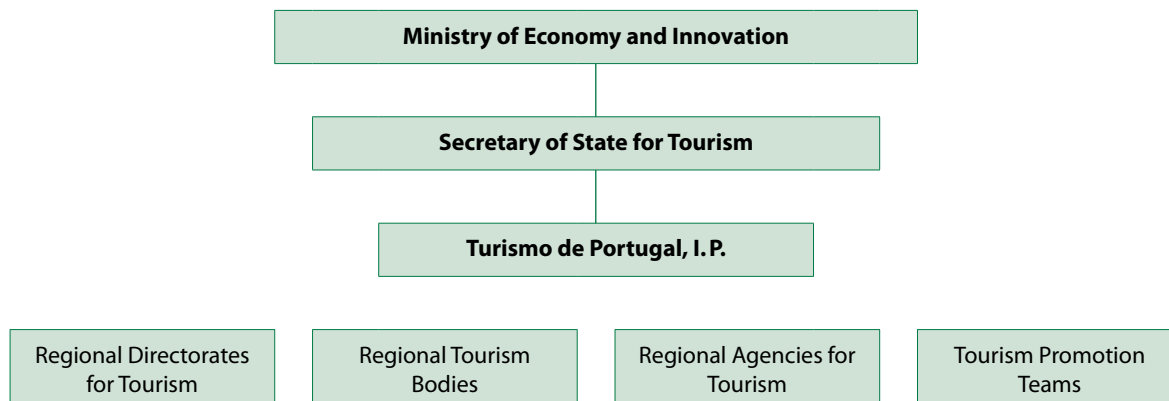 Ministry of Economy and Innovation
Secretary of State for Tourism
Turismo de Portugal, I. P.
Regional Directorates
for Tourism
Regional Tourism
Bodies
Regional Agencies for
Tourism
Tourism Promotion
Teams